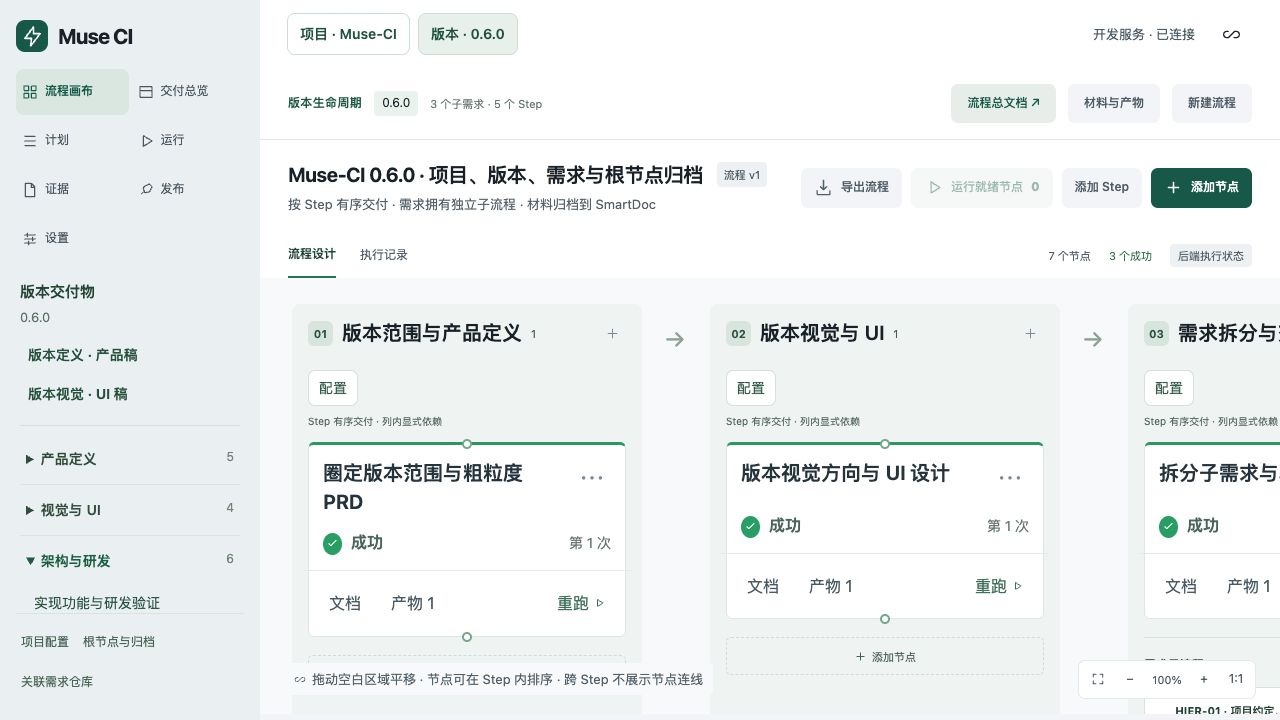 Muse CI
流程画布
交付总览
计划
运行
证据
发布
设置
版本交付物
0.6.0
版本定义 · 产品稿
版本视觉 · UI 稿
产品定义 5
视觉与 UI 4
架构与研发 6
实现功能与研发验证
项目配置 根节点与归档
关联需求仓库
项目 · Muse-CI
版本 · 0.6.0
开发服务 · 已连接
版本生命周期 0.6.0 3 个子需求 · 5 个 Step
流程总文档 ↗
材料与产物
新建流程
Muse-CI 0.6.0 · 项目、版本、需求与根节点归档 流程 v1
按 Step 有序交付 · 需求拥有独立子流程 · 材料归档到 SmartDoc
导出流程
运行就绪节点 0
添加 Step
添加节点
流程设计
执行记录
7 个节点 3 个成功 后端执行状态
01 版本范围与产品定义 1 +
配置
Step 有序交付 · 列内显式依赖
圈定版本范围与粗粒度
PRD
成功 第 1 次
文档 产物 1 重跑
→
02 版本视觉与 UI 1 +
配置
Step 有序交付 · 列内显式依赖
版本视觉方向与 UI 设计
成功 第 1 次
文档 产物 1 重跑
+ 添加节点
→
03 需求拆分与
配置
Step 有序交付 · 列内显式依赖
拆分子需求与
成功
文档 产物 1
HIER-01 · 项目约定
拖动空白区域平移 · 节点可在 Step 内排序 · 跨 Step 不展示节点连线
− 100% + 1:1